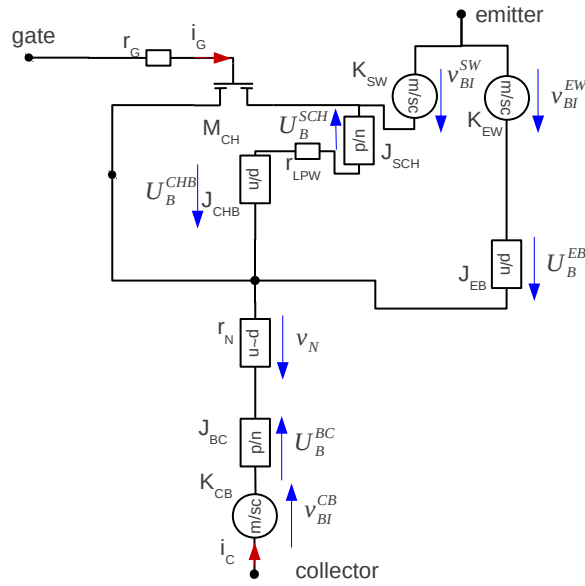 emitter
gate
r_G
i_G
K_SW
m/sc
v_BI^SW
m/sc
v_BI^EW
K_EW
M_CH
U_B^SCH
p/n
J_SCH
r_LPW
U_B^CHB
p/n
J_CHB
J_EB
p/n
U_B^EB
r_N
p~n
v_N
J_BC
p/n
U_B^BC
K_CB
m/sc
v_BI^CB
i_C
collector